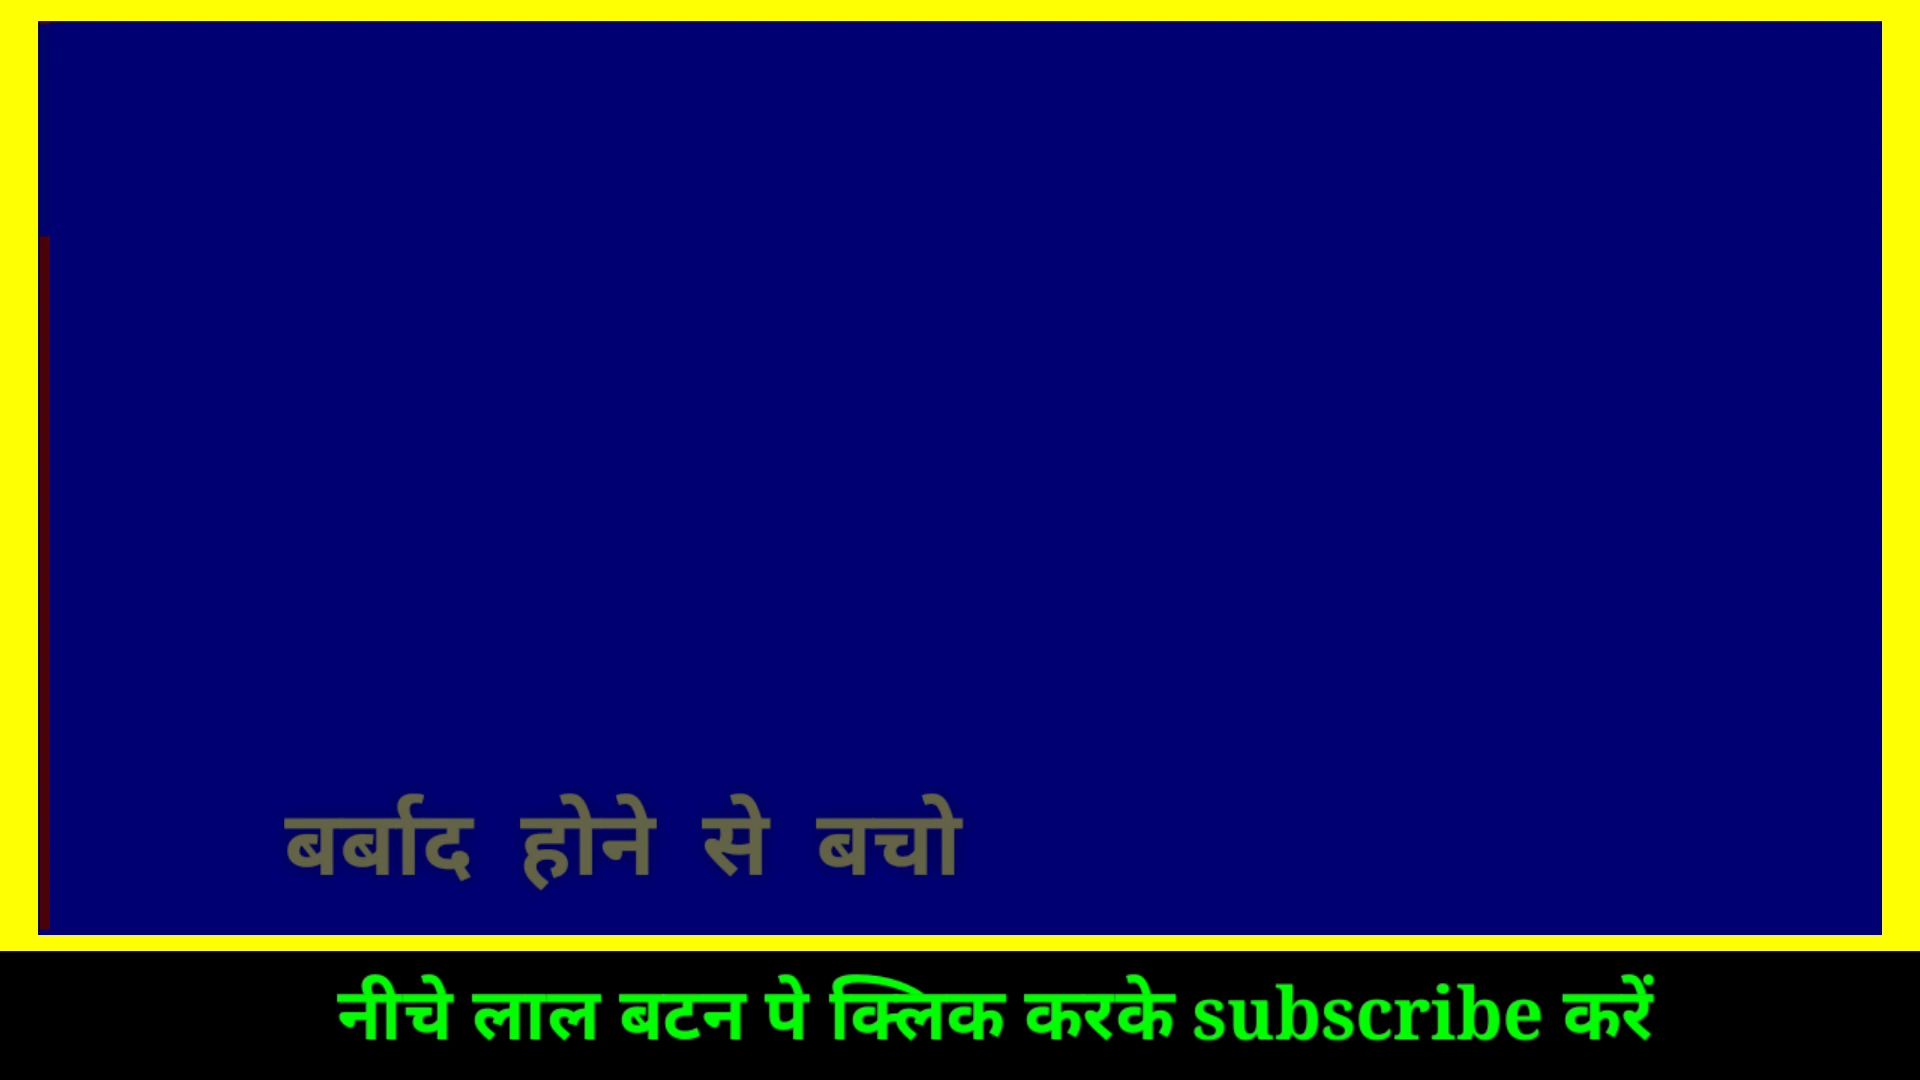 बर्बाद होने से बचो
नीचे लाल बटन पे क्लिक करके subscribe करें